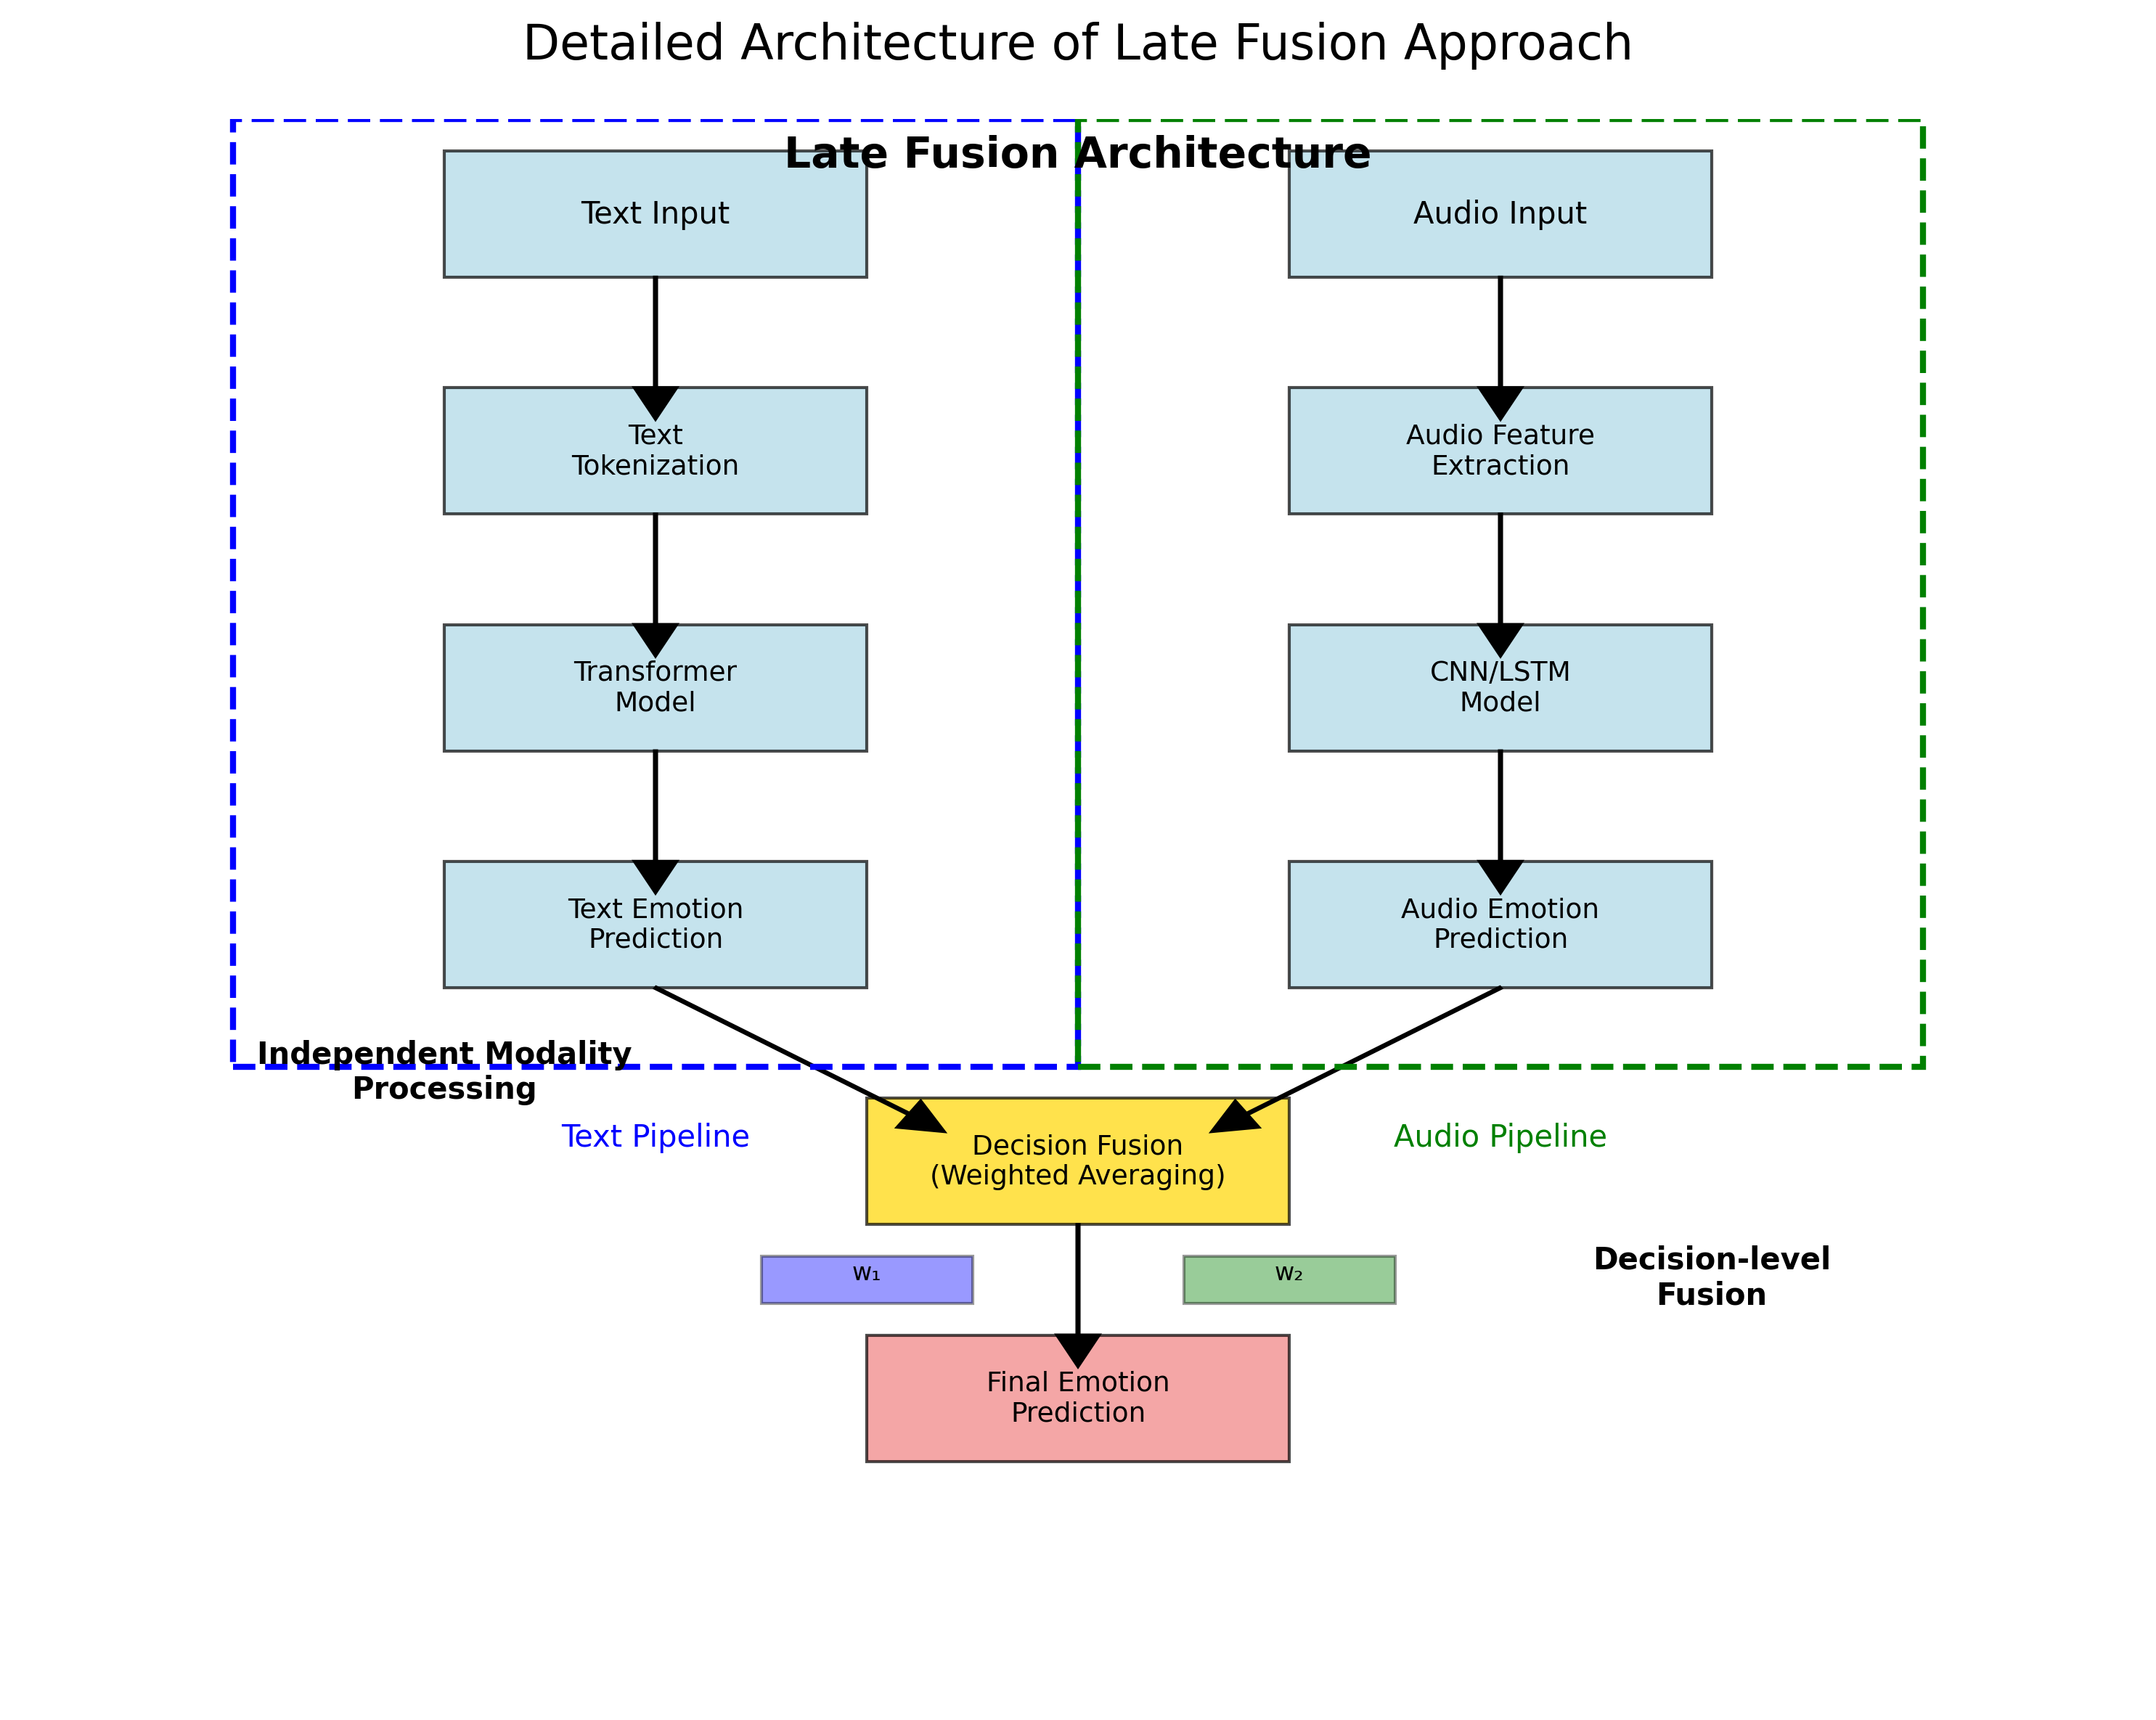 Detailed Architecture of Late Fusion Approach
Late Fusion Architecture
Text Input
Audio Input
Text
Tokenization
Audio Feature
Extraction
Transformer
Model
CNN/LSTM
Model
Text Emotion
Prediction
Audio Emotion
Prediction
Independent Modality
Processing
Text Pipeline
Decision Fusion
(Weighted Averaging)
Audio Pipeline
w₁
w₂
Decision-level
Fusion
Final Emotion
Prediction